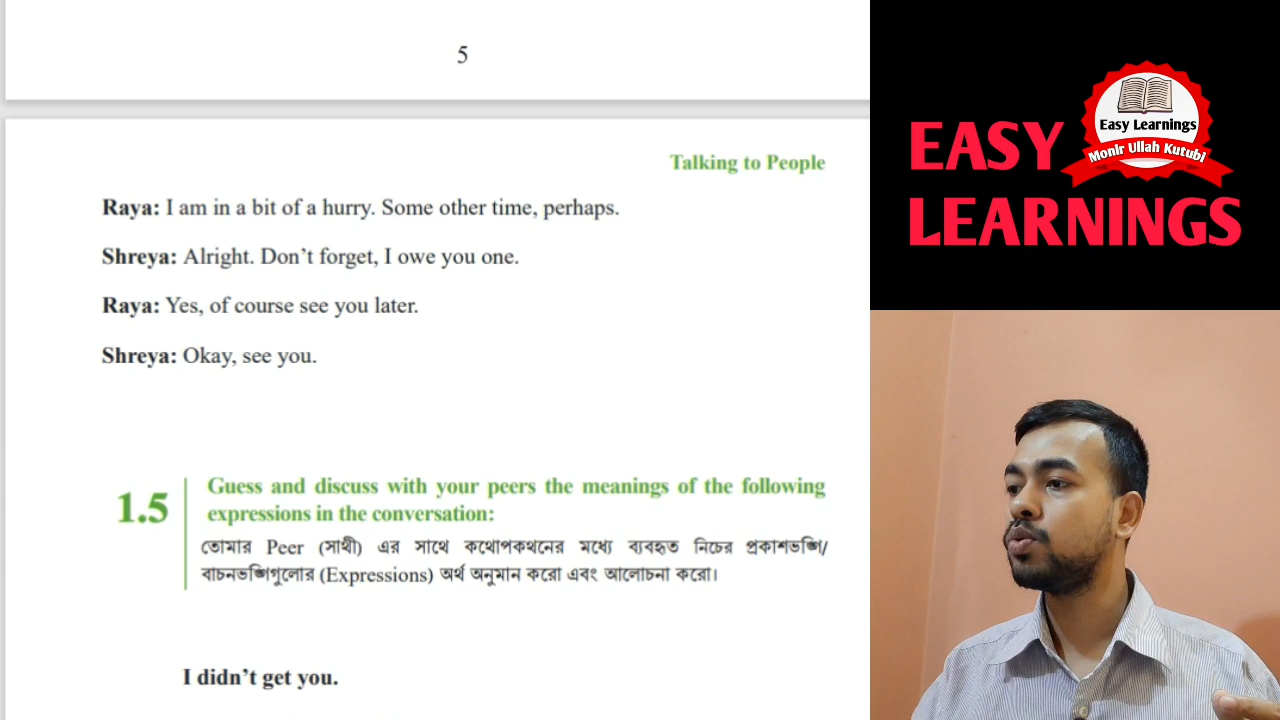 5
Talking to People
Raya: I am in a bit of a hurry. Some other time, perhaps.
Shreya: Alright. Don’t forget, I owe you one.
Raya: Yes, of course see you later.
Shreya: Okay, see you.
1.5
Guess and discuss with your peers the meanings of the following
expressions in the conversation:
তোমার Peer (সাথী) এর সাথে কথোপকথনের মধ্যে ব্যবহৃত নিচের প্রকাশভঙ্গি/
বাচনভঙ্গিগুলোর (Expressions) অর্থ অনুমান করো এবং আলোচনা করো।
I didn’t get you.
EASY
LEARNINGS
Easy Learnings
Monir Ullah Kutubi